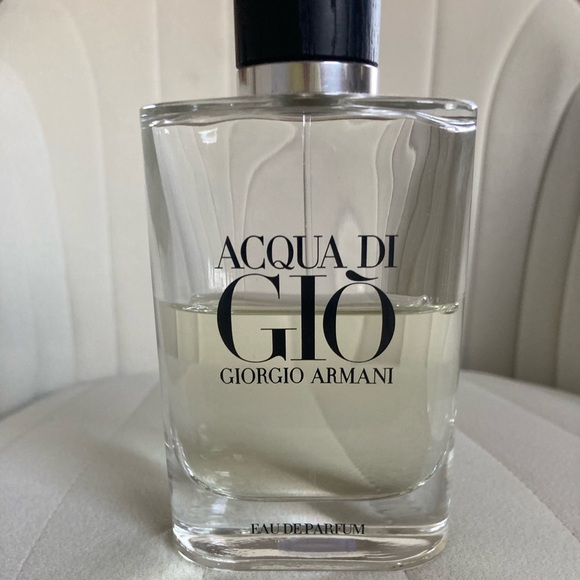 ACQUA DI
GIÒ
GIORGIO ARMANI
EAU DE PARFUM